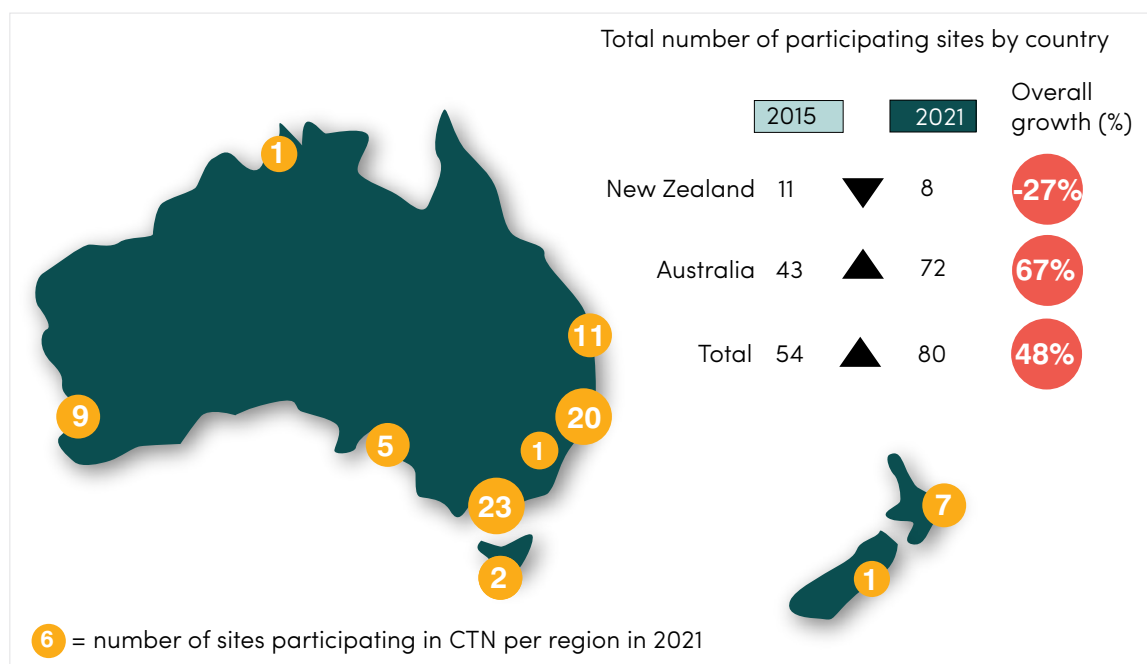 Total number of participating sites by country
2015 2021 Overall growth (%)
New Zealand 11 8 -27%
Australia 43 72 67%
Total 54 80 48%
1
11
9
20
5
1
23
2
7
1
6 = number of sites participating in CTN per region in 2021